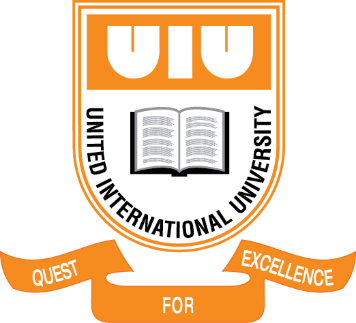 UIU
UNITED INTERNATIONAL UNIVERSITY
QUEST
FOR
EXCELLENCE